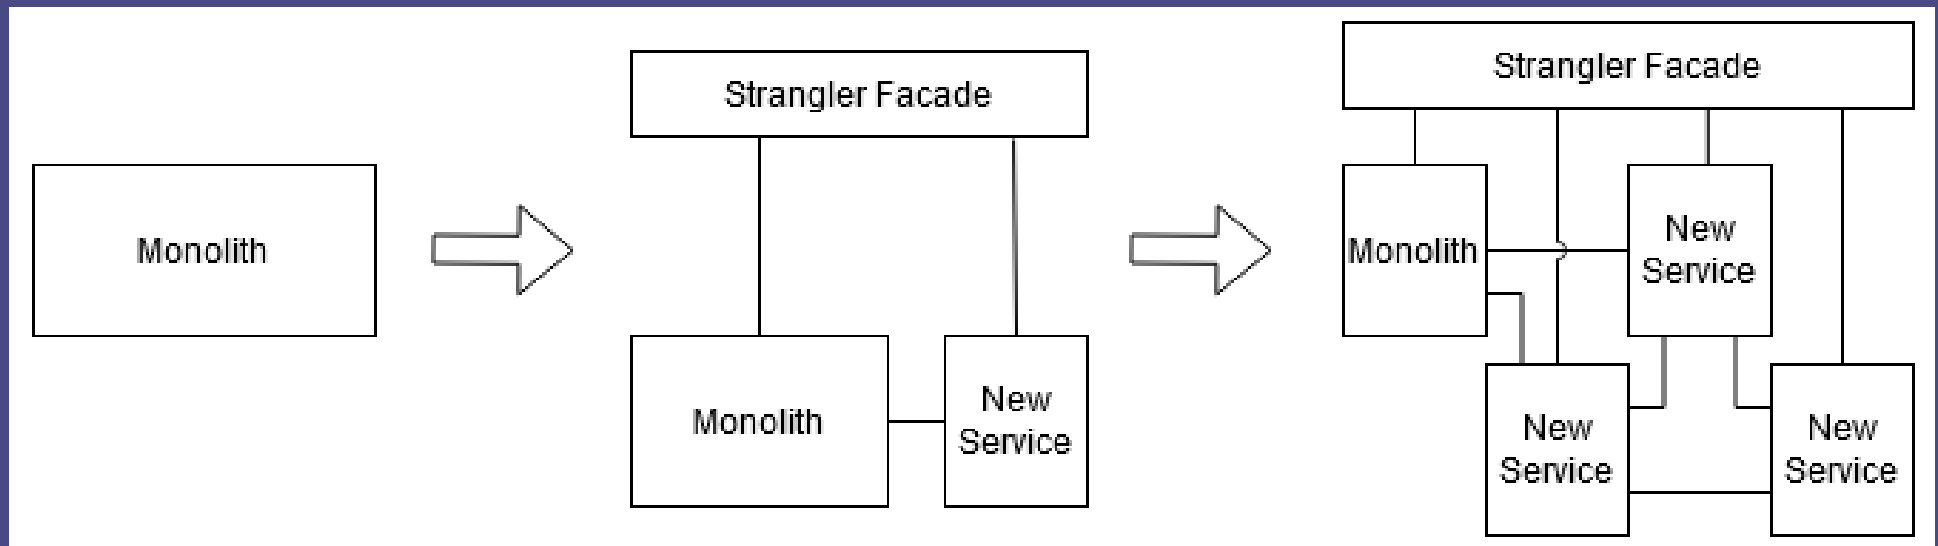 Monolith
Strangler Facade
Monolith
New
Service
Strangler Facade
Monolith
New
Service
New
Service
New
Service